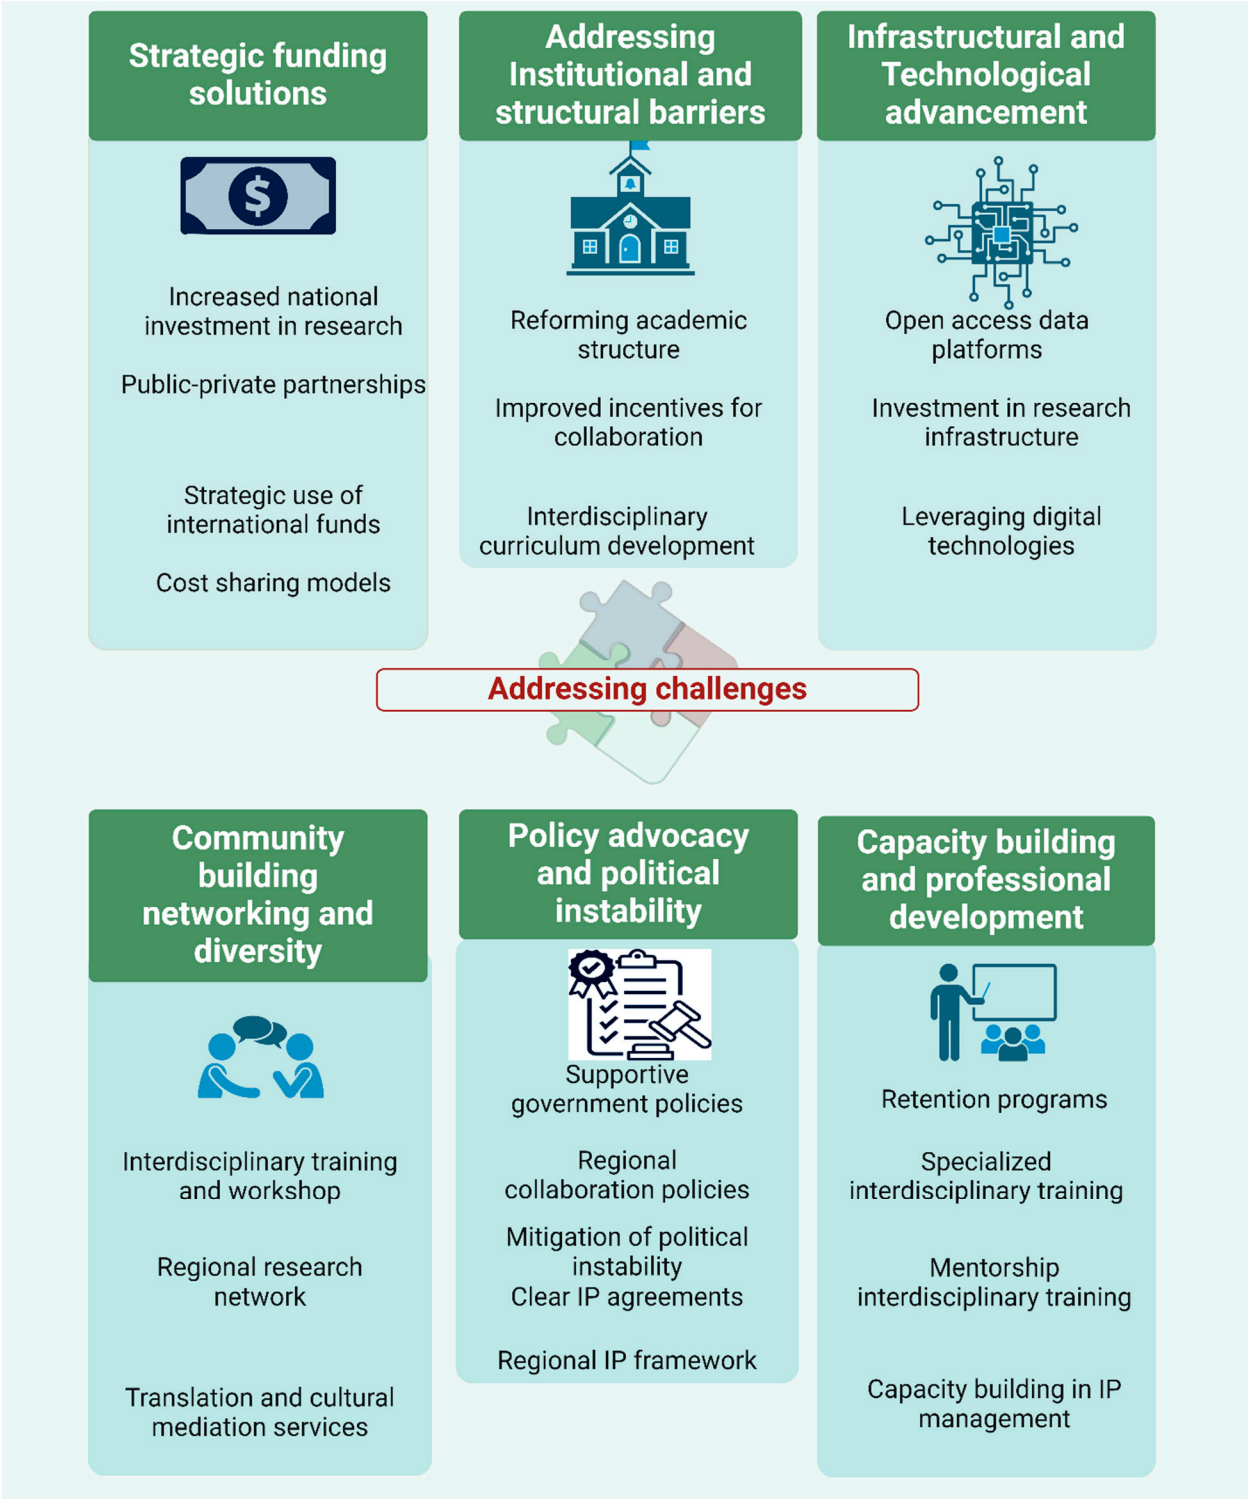 Strategic funding
solutions
Increased national
investment in research
Public-private partnerships
Strategic use of
international funds
Cost sharing models
Addressing
Institutional and
structural barriers
Reforming academic
structure
Improved incentives for
collaboration
Interdisciplinary
curriculum development
Infrastructural and
Technological
advancement
Open access data
platforms
Investment in research
infrastructure
Leveraging digital
technologies
Addressing challenges
Community
building
networking and
diversity
Interdisciplinary training
and workshop
Regional research
network
Translation and cultural
mediation services
Policy advocacy
and political
instability
Supportive
government policies
Regional
collaboration policies
Mitigation of political
instability
Clear IP agreements
Regional IP framework
Capacity building
and professional
development
Retention programs
Specialized
interdisciplinary training
Mentorship
interdisciplinary training
Capacity building in IP
management